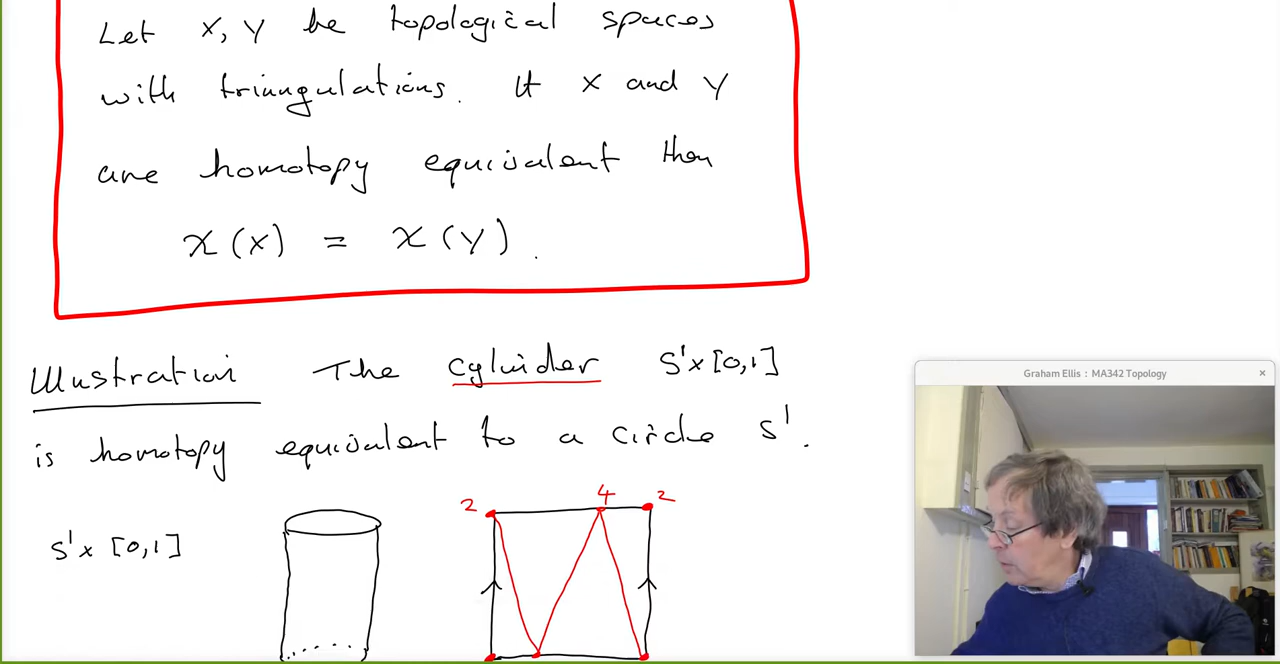 Let X, Y be topological spaces
with triangulations. If X and Y
are homotopy equivalent then
χ(X) = χ(Y).
Illustration The cylinder S¹×[0,1]
is homotopy equivalent to a circle S¹.
S¹× [0,1]
2 4 2
Graham Ellis : MA342 Topology ×